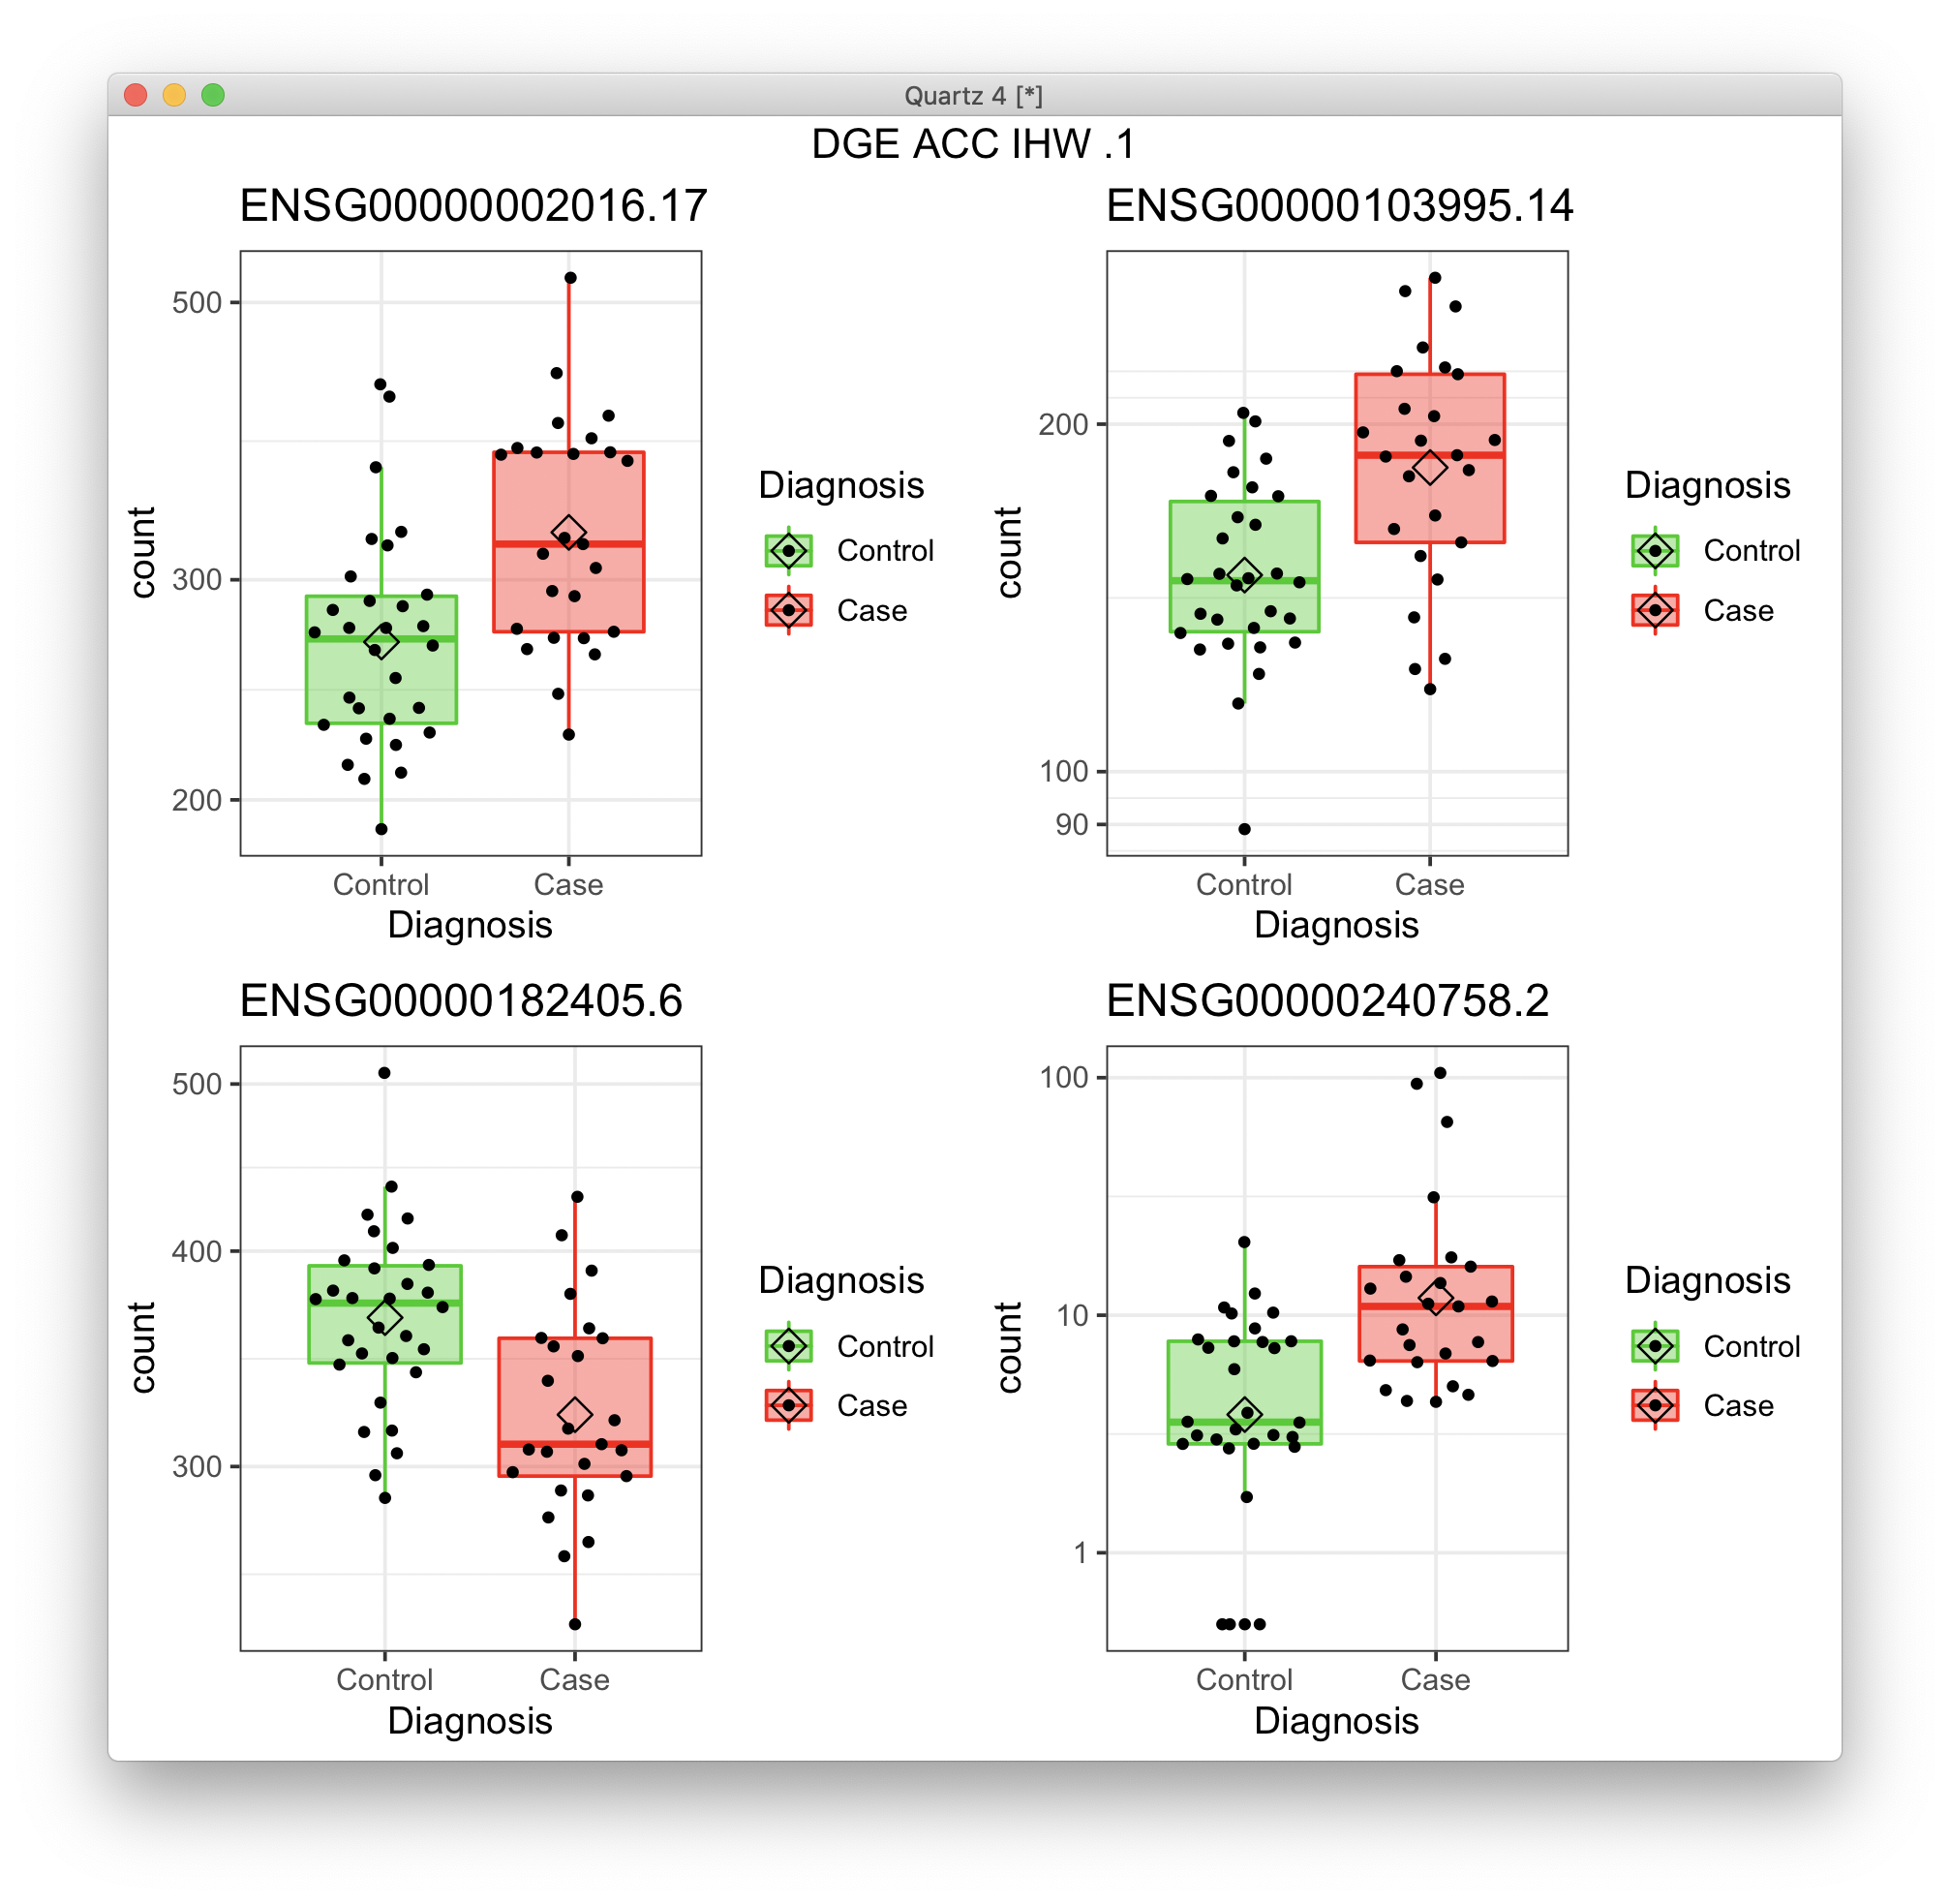 Quartz 4 [*]
DGE ACC IHW .1
ENSG00000002016.17
500
300
200
count
Control
Case
Diagnosis
Diagnosis
Control
Case
ENSG00000103995.14
200
100
90
count
Control
Case
Diagnosis
Diagnosis
Control
Case
ENSG00000182405.6
500
400
300
count
Control
Case
Diagnosis
Diagnosis
Control
Case
ENSG00000240758.2
100
10
1
count
Control
Case
Diagnosis
Diagnosis
Control
Case